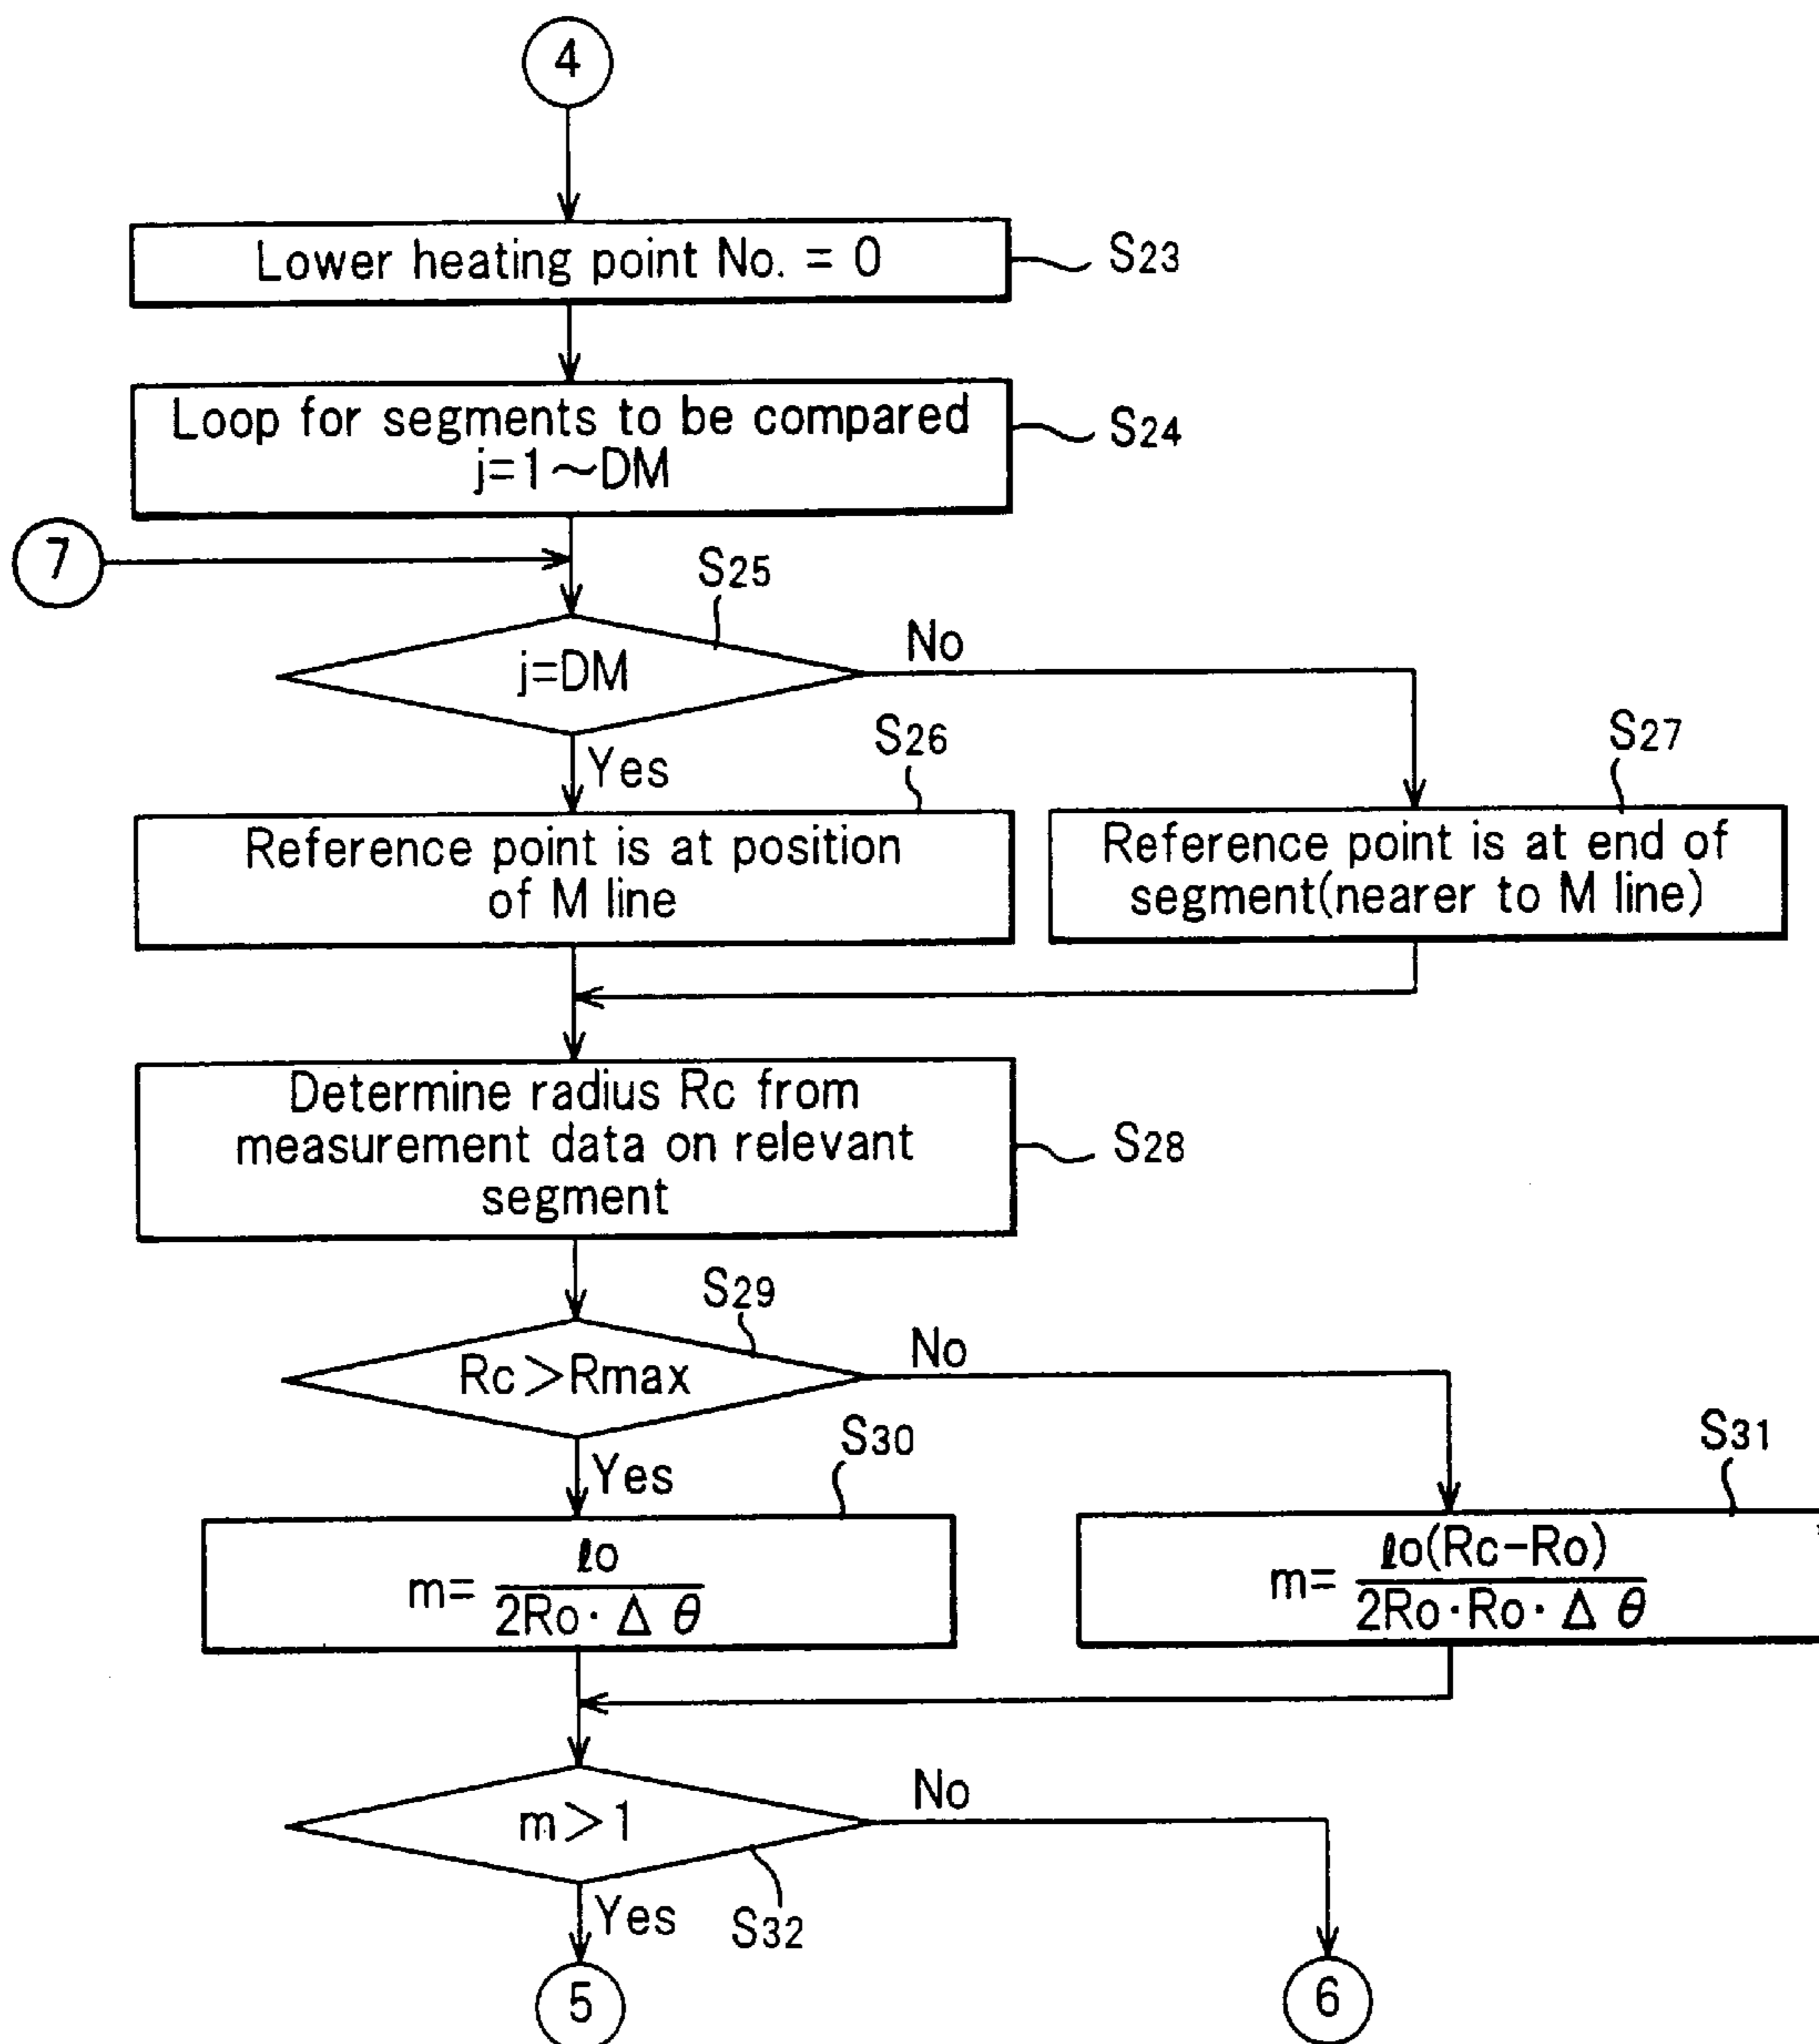 4
Lower heating point No. = 0
S23
Loop for segments to be compared
j=1~DM
S24
7
S25
j=DM
No
Yes
S26
S27
Reference point is at position
of M line
Reference point is at end of
segment(nearer to M line)
Determine radius Rc from
measurement data on relevant
segment
S28
S29
Rc>Rmax
No
Yes
S30
S31
m= ℓo / 2Ro・Δθ
m= ℓo(Rc-Ro) / 2Ro・Ro・Δθ
m>1
No
Yes
S32
5
6